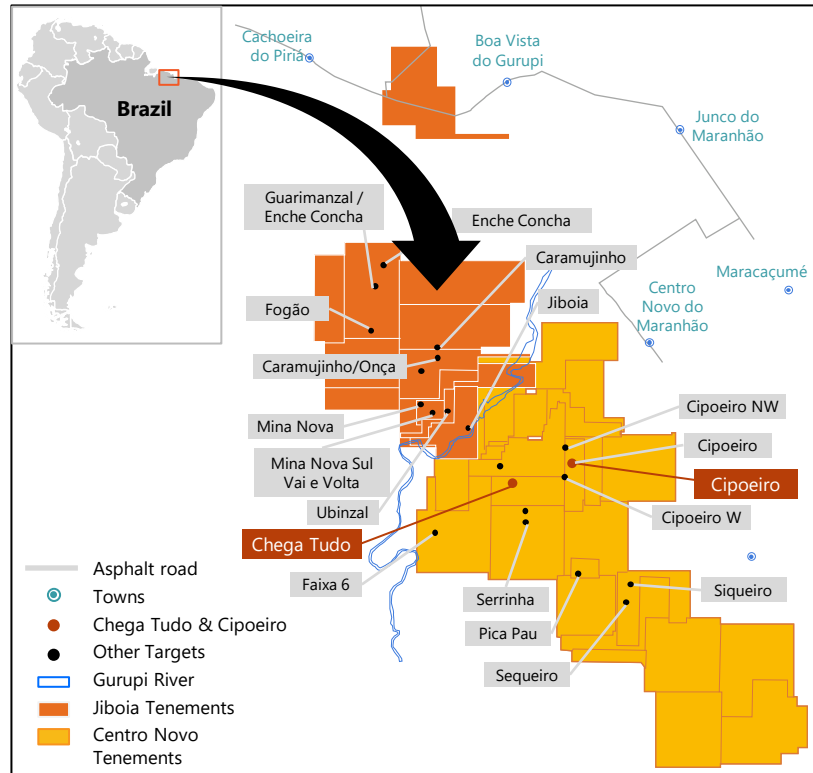 Cachoeira
do Piriá
Boa Vista
do Gurupi
Brazil
Junco do
Maranhão
Guarimanzal /
Enche Concha
Enche Concha
Caramujinho
Maracaçumé
Jiboia
Centro
Novo do
Maranhão
Fogão
Caramujinho/Onça
Mina Nova
Cipoeiro NW
Mina Nova Sul
Vai e Volta
Cipoeiro
Cipoeiro
Ubinzal
Cipoeiro W
Chega Tudo
Faixa 6
Serrinha
Siqueiro
Pica Pau
Sequeiro
Asphalt road
Towns
Chega Tudo & Cipoeiro
Other Targets
Gurupi River
Jiboia Tenements
Centro Novo
Tenements